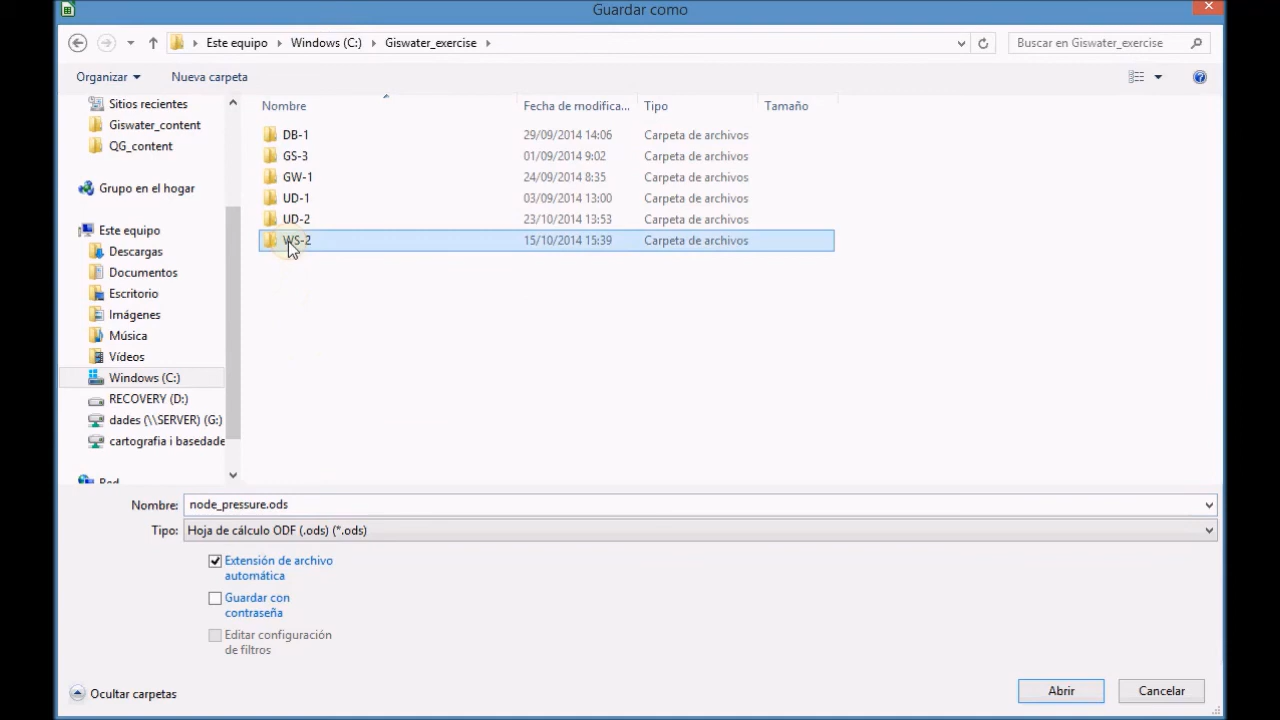 Guardar como
Este equipo Windows (C:) Giswater_exercise
Buscar en Giswater_exercise
Organizar Nueva carpeta
Nombre Fecha de modifica... Tipo Tamaño
Sitios recientes
Giswater_content
QG_content
Grupo en el hogar
Este equipo
Descargas
Documentos
Escritorio
Imágenes
Música
Vídeos
Windows (C:)
RECOVERY (D:)
dades (\\SERVER) (G:)
cartografia i basedade
Red
DB-1 29/09/2014 14:06 Carpeta de archivos
GS-3 01/09/2014 9:02 Carpeta de archivos
GW-1 24/09/2014 8:35 Carpeta de archivos
UD-1 03/09/2014 13:00 Carpeta de archivos
UD-2 23/10/2014 13:53 Carpeta de archivos
WS-2 15/10/2014 15:39 Carpeta de archivos
Nombre: node_pressure.ods
Tipo: Hoja de cálculo ODF (.ods) (*.ods)
Extensión de archivo
automática
Guardar con
contraseña
Editar configuración
de filtros
Ocultar carpetas
Abrir Cancelar